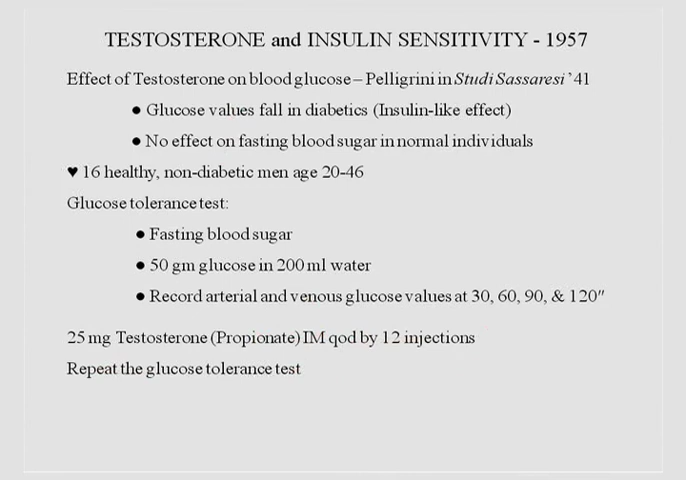 TESTOSTERONE and INSULIN SENSITIVITY - 1957
Effect of Testosterone on blood glucose – Pelligrini in Studi Sassaresi '41
● Glucose values fall in diabetics (Insulin-like effect)
● No effect on fasting blood sugar in normal individuals
♥ 16 healthy, non-diabetic men age 20-46
Glucose tolerance test:
● Fasting blood sugar
● 50 gm glucose in 200 ml water
● Record arterial and venous glucose values at 30, 60, 90, & 120"
25 mg Testosterone (Propionate) IM qod by 12 injections
Repeat the glucose tolerance test